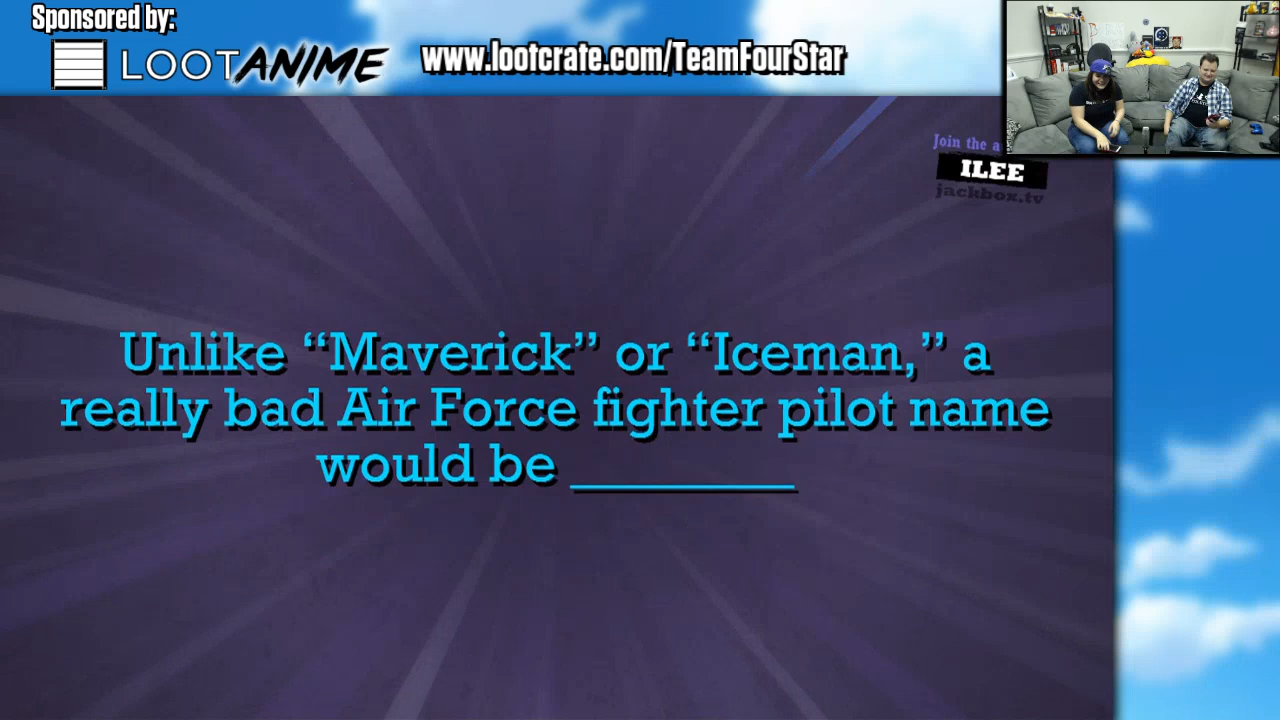 Sponsored by:
LOOTANIME
www.lootcrate.com/TeamFourStar
Join the a
ILEE
jackbox.tv
Unlike “Maverick” or “Iceman,” a
really bad Air Force fighter pilot name
would be ________